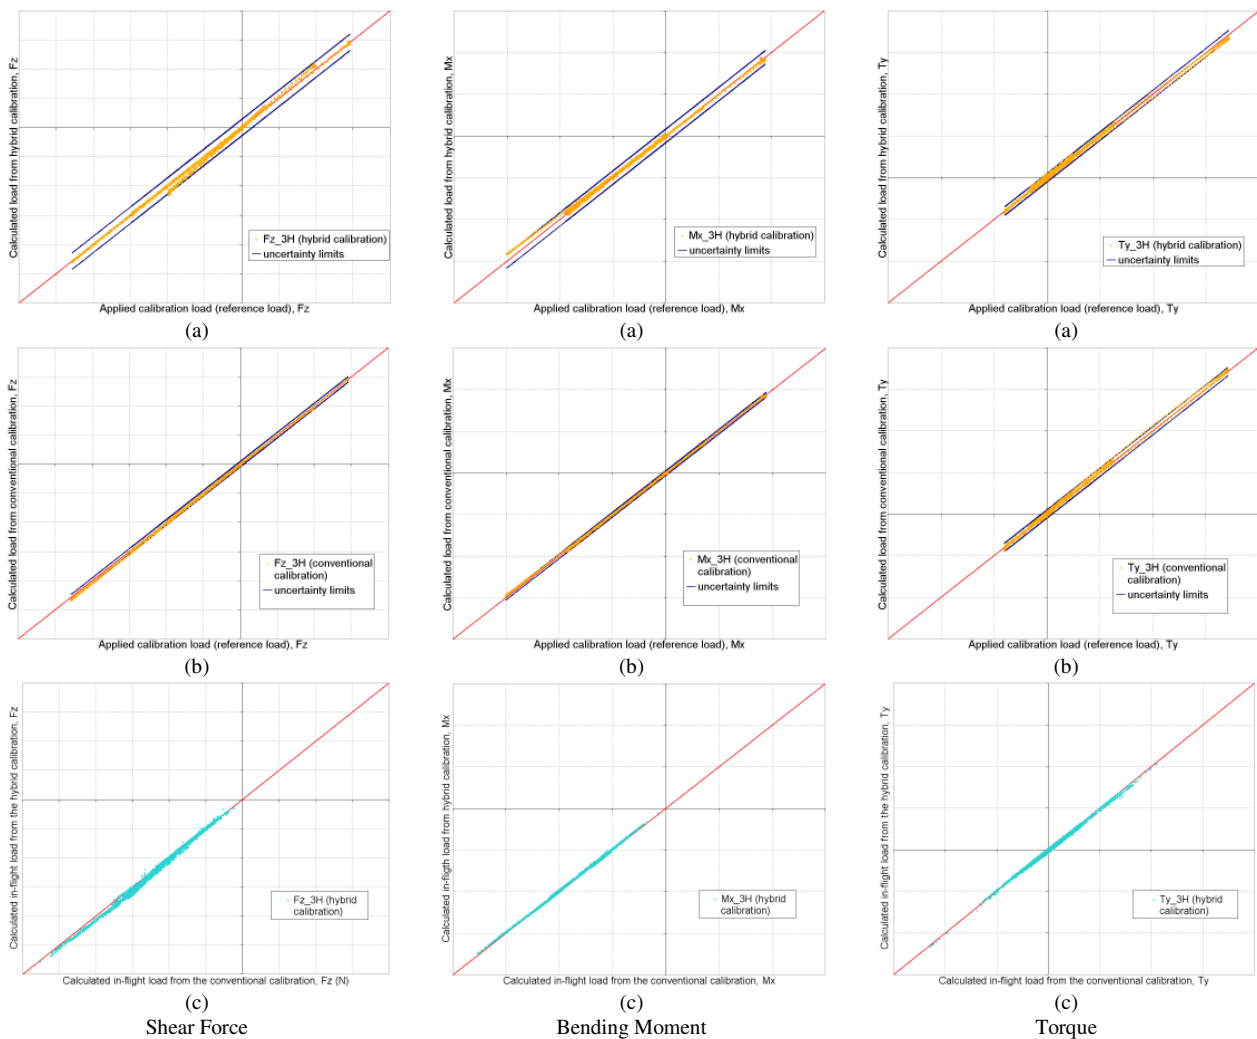 Calculated load from hybrid calibration, Fz
Fz_3H (hybrid calibration)
uncertainty limits
Applied calibration load (reference load), Fz
(a)
Calculated load from hybrid calibration, Mx
Mx_3H (hybrid calibration)
uncertainty limits
Applied calibration load (reference load), Mx
(a)
Calculated load from hybrid calibration, Ty
Ty_3H (hybrid calibration)
uncertainty limits
Applied calibration load (reference load), Ty
(a)
Calculated load from conventional calibration, Fz
Fz_3H (conventional
calibration)
uncertainty limits
Applied calibration load (reference load), Fz
(b)
Calculated load from conventional calibration, Mx
Mx_3H (conventional
calibration)
uncertainty limits
Applied calibration load (reference load), Mx
(b)
Calculated load from conventional calibration, Ty
Ty_3H (conventional
calibration)
uncertainty limits
Applied calibration load (reference load), Ty
(b)
Calculated in-flight load from the hybrid calibration, Fz
Fz_3H (hybrid
calibration)
Calculated in-flight load from the conventional calibration, Fz (N)
(c)
Shear Force
Calculated in-fligth load from hybrid calibration, Mx
Mx_3H (hybrid
calibration)
Calculated in-flight load from the conventional calibration, Mx
(c)
Bending Moment
Calculated in-flight load from the hybrid calibration, Ty
Ty_3H (hybrid
calibration)
Calculated in-flight load from the conventional calibration, Ty
(c)
Torque